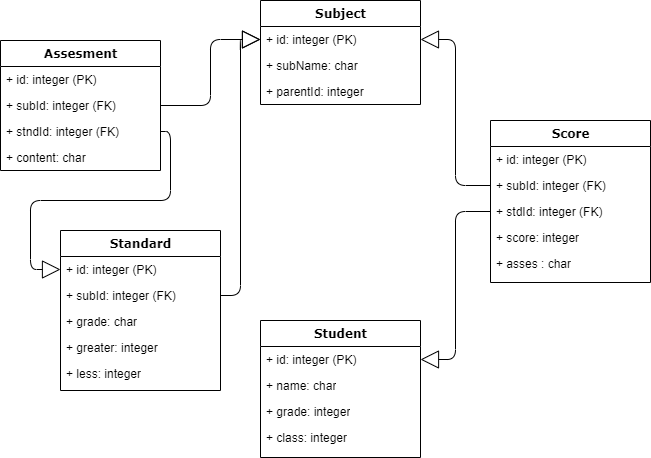 Subject
+ id: integer (PK)
+ subName: char
+ parentId: integer
Assesment
+ id: integer (PK)
+ subId: integer (FK)
+ stndId: integer (FK)
+ content: char
Score
+ id: integer (PK)
+ subId: integer (FK)
+ stdId: integer (FK)
+ score: integer
+ asses : char
Standard
+ id: integer (PK)
+ subId: integer (FK)
+ grade: char
+ greater: integer
+ less: integer
Student
+ id: integer (PK)
+ name: char
+ grade: integer
+ class: integer